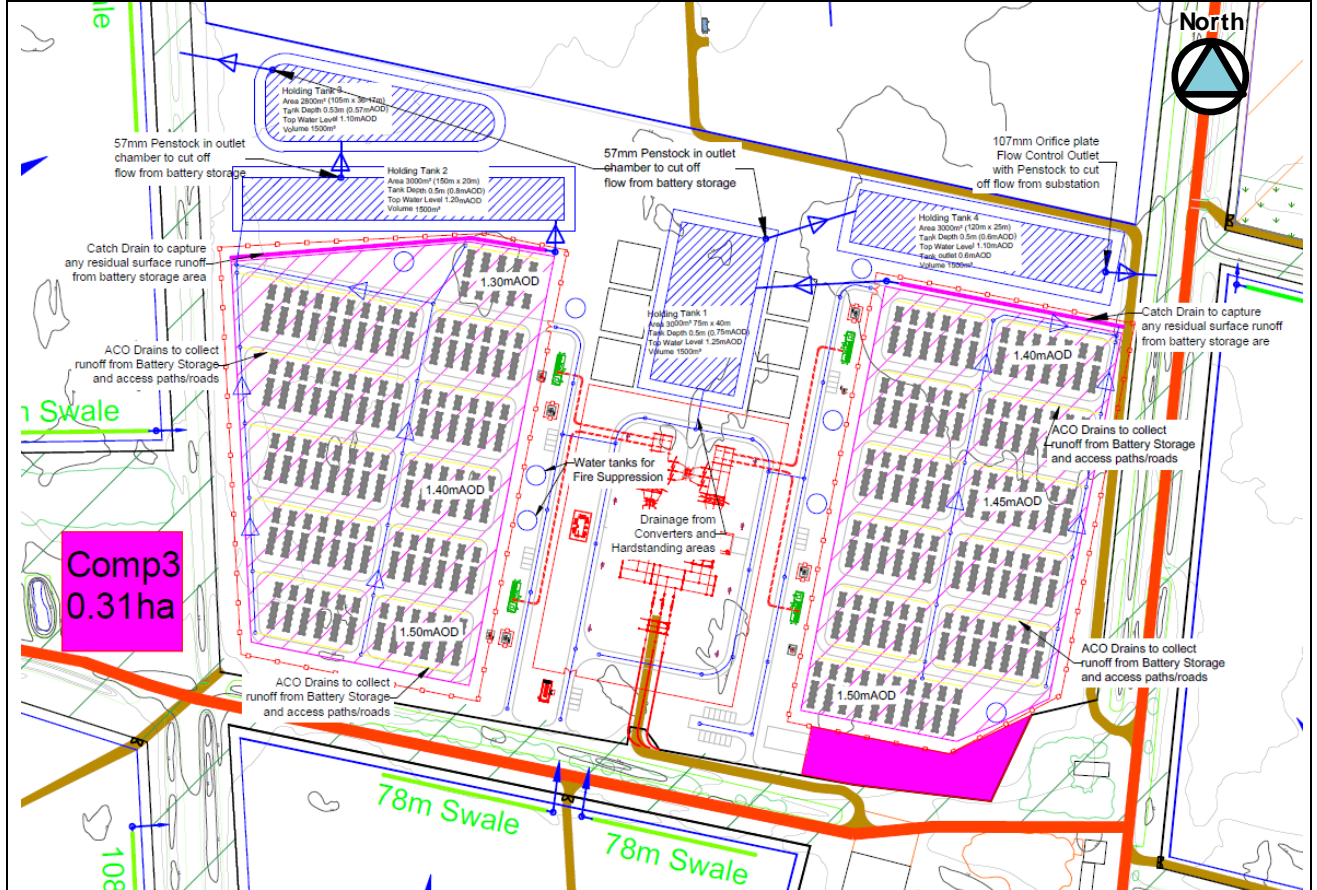 ale
North
Holding Tank 3
Area 2800m² (105m x 36-17m)
Tank Depth 0.53m (0.57mAOD)
Top Water Level 1.10mAOD
Volume 1500m³
57mm Penstock in outlet
chamber to cut off
flow from battery storage
Holding Tank 2
Area 3000m² (150m x 20m)
Tank Depth 0.5m (0.8mAOD)
Top Water Level 1.20mAOD
Volume 1500m³
57mm Penstock in outlet
chamber to cut off
flow from battery storage
107mm Orifice plate
Flow Control Outlet
with Penstock to cut
off flow from substation
Holding Tank 4
Area 3000m² (120m x 25m)
Tank Depth 0.5m (0.6mAOD)
Top Water Level 1.10mAOD
Tank outlet 0.6mAOD
Volume 1500m³
Catch Drain to capture
any residual surface runoff
from battery storage area
1.30mAOD
Holding Tank 1
Area 3000m² 75m x 40m
Tank Depth 0.5m (0.75mAOD)
Top Water Level 1.25mAOD
Volume 1500m³
Catch Drain to capture
any residual surface runoff
from battery storage are
ACO Drains to collect
runoff from Battery Storage
and access paths/roads
1.40mAOD
n Swale
ACO Drains to collect
runoff from Battery Storage
and access paths/roads
Water tanks for
Fire Suppression
1.40mAOD
1.45mAOD
Drainage from
Converters and
Hardstanding areas
Comp3
0.31ha
1.50mAOD
ACO Drains to collect
runoff from Battery Storage
and access paths/roads
ACO Drains to collect
runoff from Battery Storage
and access paths/roads
1.50mAOD
78m Swale
78m Swale
108